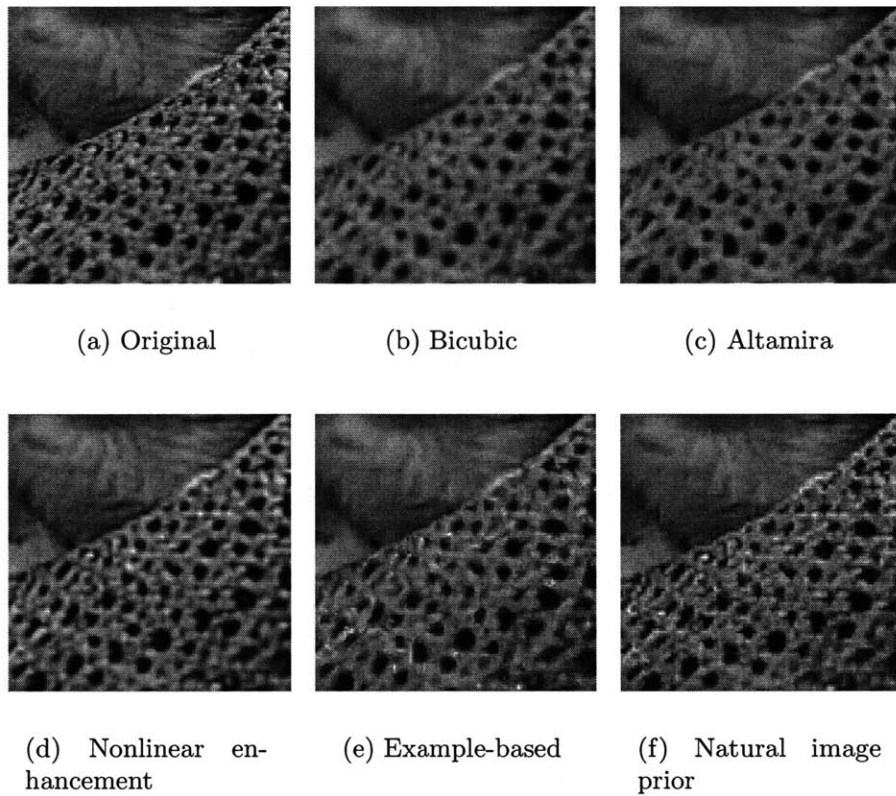 (a) Original
(b) Bicubic
(c) Altamira
(d) Nonlinear en-
hancement
(e) Example-based
(f) Natural image
prior